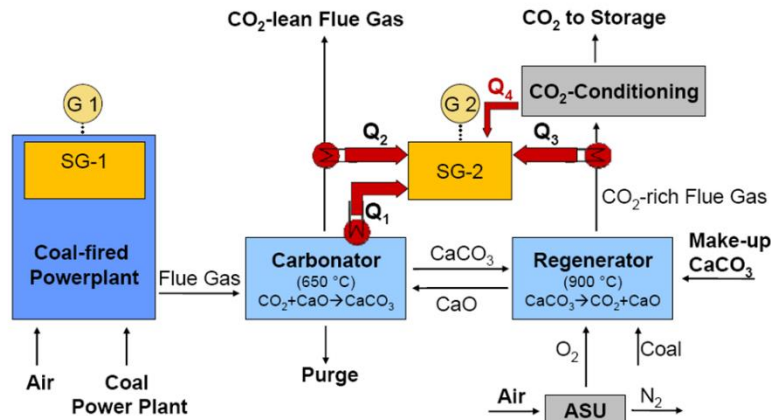 CO₂-lean Flue Gas
CO₂ to Storage
G 1
G 2
Q₄
CO₂-Conditioning
SG-1
Q₂
Q₃
SG-2
Q₁
CO₂-rich Flue Gas
Coal-fired
Powerplant
Flue Gas
Carbonator
(650 °C)
CO₂+CaO→CaCO₃
CaCO₃
CaO
Regenerator
(900 °C)
CaCO₃→CO₂+CaO
Make-up
CaCO₃
Air
Coal
Power Plant
Purge
O₂
Coal
Air
ASU
N₂